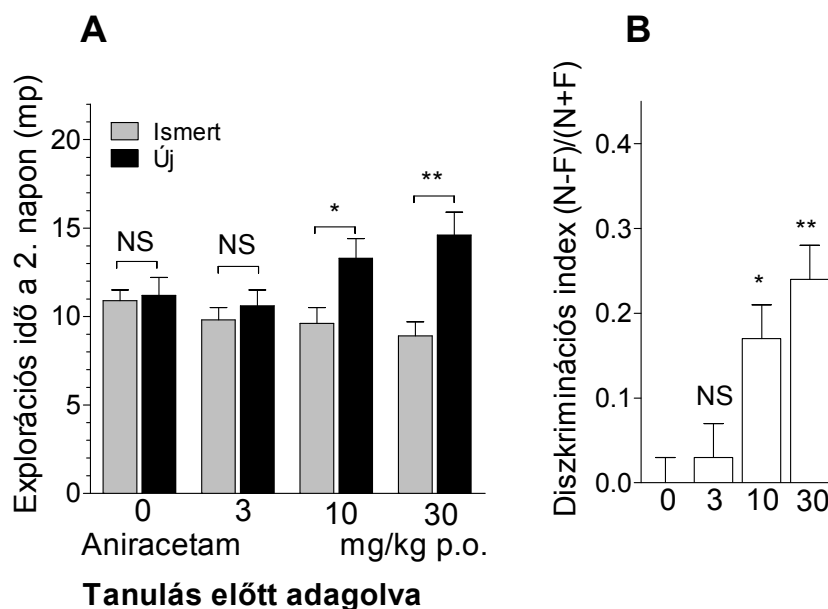 A
Explorációs idő a 2. napon (mp)
20
15
10
5
0
Ismert
Új
NS
NS
*
**
0
3
10
30
Aniracetam
mg/kg p.o.
Tanulás előtt adagolva
B
Diszkriminációs index (N-F)/(N+F)
0.4
0.3
0.2
0.1
0.0
NS
*
**
0
3
10
30